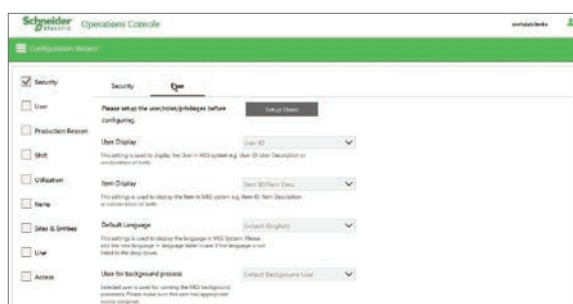 Schneider Electric Operations Console
Configuration Wizard
Security
User
Production Reason
Shift
Utilization
Items
Sites & Entities
Line
Access
Security User
Please setup the user/roles/privileges before
configuring.
Setup Users
User Display
User ID
This setting is used to display the User in MES system e.g. User ID User Description or
combination of both.
Item Display
Item ID/Item Desc
This setting is used to display the Item in MES system e.g. Item ID Item Description
or combination of both.
Default Language
Default (English)
This settings is used to display the language in MES System. Please
add the new language in language table in case if the language is not
listed in the drop down.
User for background process
Default Background User
Selected user is used for running the MES background
processes. Please make sure this user has appropriate
access assigned.